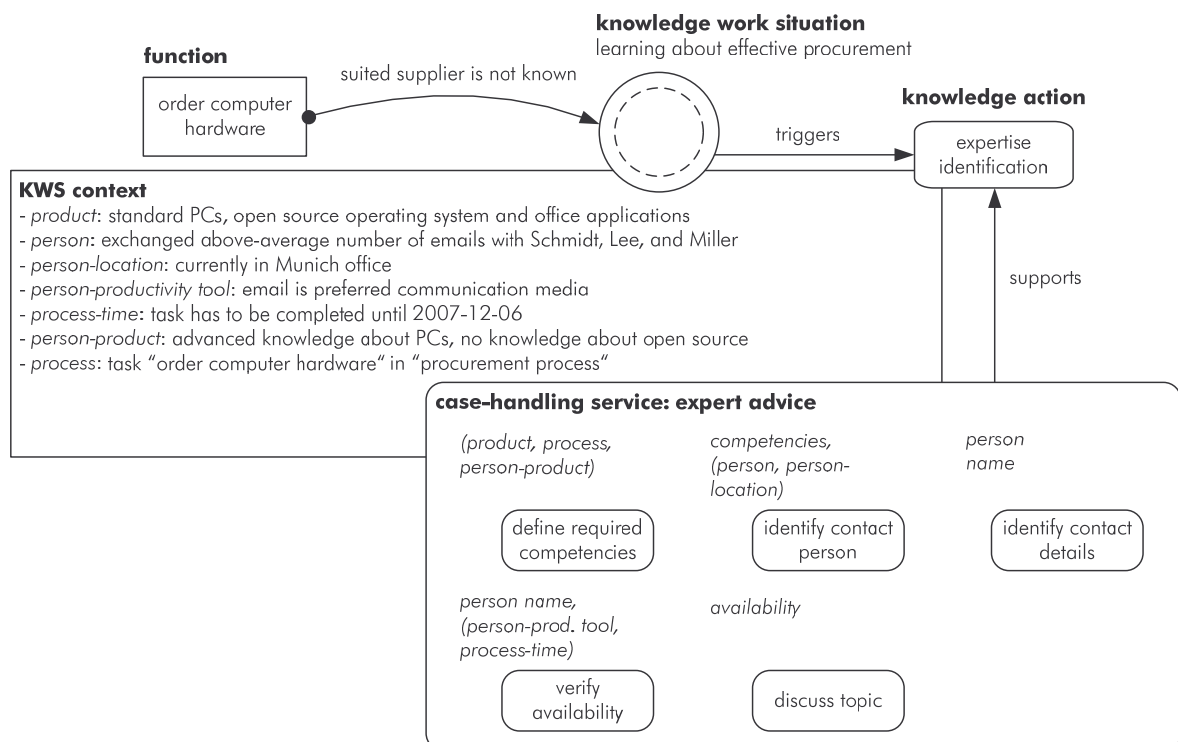 knowledge work situation
learning about effective procurement
function
suited supplier is not known
order computer
hardware
knowledge action
triggers
expertise
identification
KWS context
- product: standard PCs, open source operating system and office applications
- person: exchanged above-average number of emails with Schmidt, Lee, and Miller
- person-location: currently in Munich office
- person-productivity tool: email is preferred communication media
- process-time: task has to be completed until 2007-12-06
- person-product: advanced knowledge about PCs, no knowledge about open source
- process: task “order computer hardware“ in “procurement process“
supports
case-handling service: expert advice
(product, process,
person-product)
competencies,
(person, person-
location)
person
name
define required
competencies
identify contact
person
identify contact
details
person name,
(person-prod. tool,
process-time)
availability
verify
availability
discuss topic